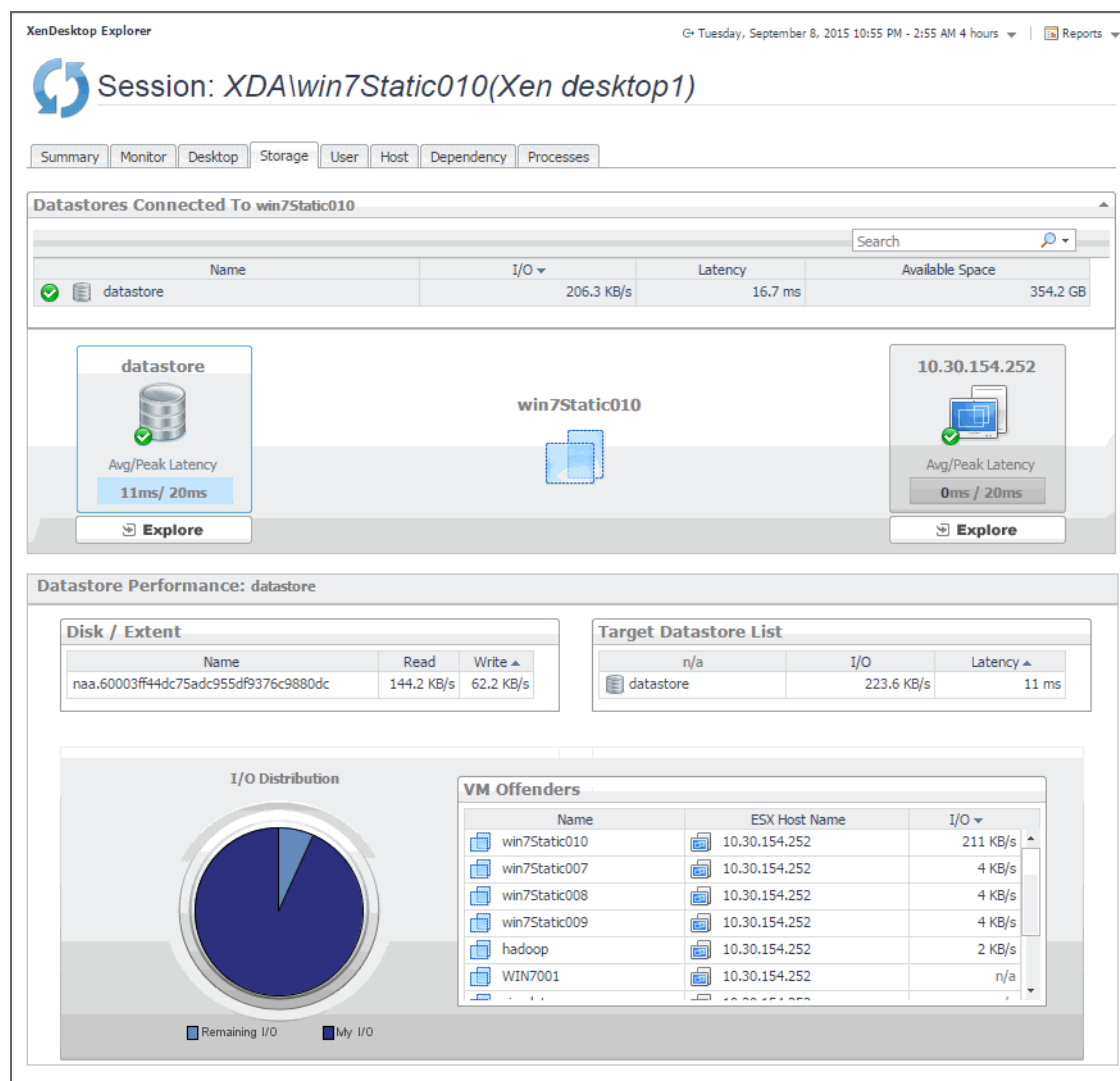 XenDesktop Explorer
Tuesday, September 8, 2015 10:55 PM - 2:55 AM 4 hours Reports
Session: XDA\win7Static010(Xen desktop1)
Summary Monitor Desktop Storage User Host Dependency Processes
Datastores Connected To win7Static010
Search
Name I/O Latency Available Space
datastore 206.3 KB/s 16.7 ms 354.2 GB
datastore
Avg/Peak Latency
11ms/ 20ms
Explore
win7Static010
10.30.154.252
Avg/Peak Latency
0ms / 20ms
Explore
Datastore Performance: datastore
Disk / Extent
Name Read Write
naa.60003ff44dc75adc955df9376c9880dc 144.2 KB/s 62.2 KB/s
Target Datastore List
n/a I/O Latency
datastore 223.6 KB/s 11 ms
I/O Distribution
Remaining I/O My I/O
VM Offenders
Name ESX Host Name I/O
win7Static010 10.30.154.252 211 KB/s
win7Static007 10.30.154.252 4 KB/s
win7Static008 10.30.154.252 4 KB/s
win7Static009 10.30.154.252 4 KB/s
hadoop 10.30.154.252 2 KB/s
WIN7001 10.30.154.252 n/a